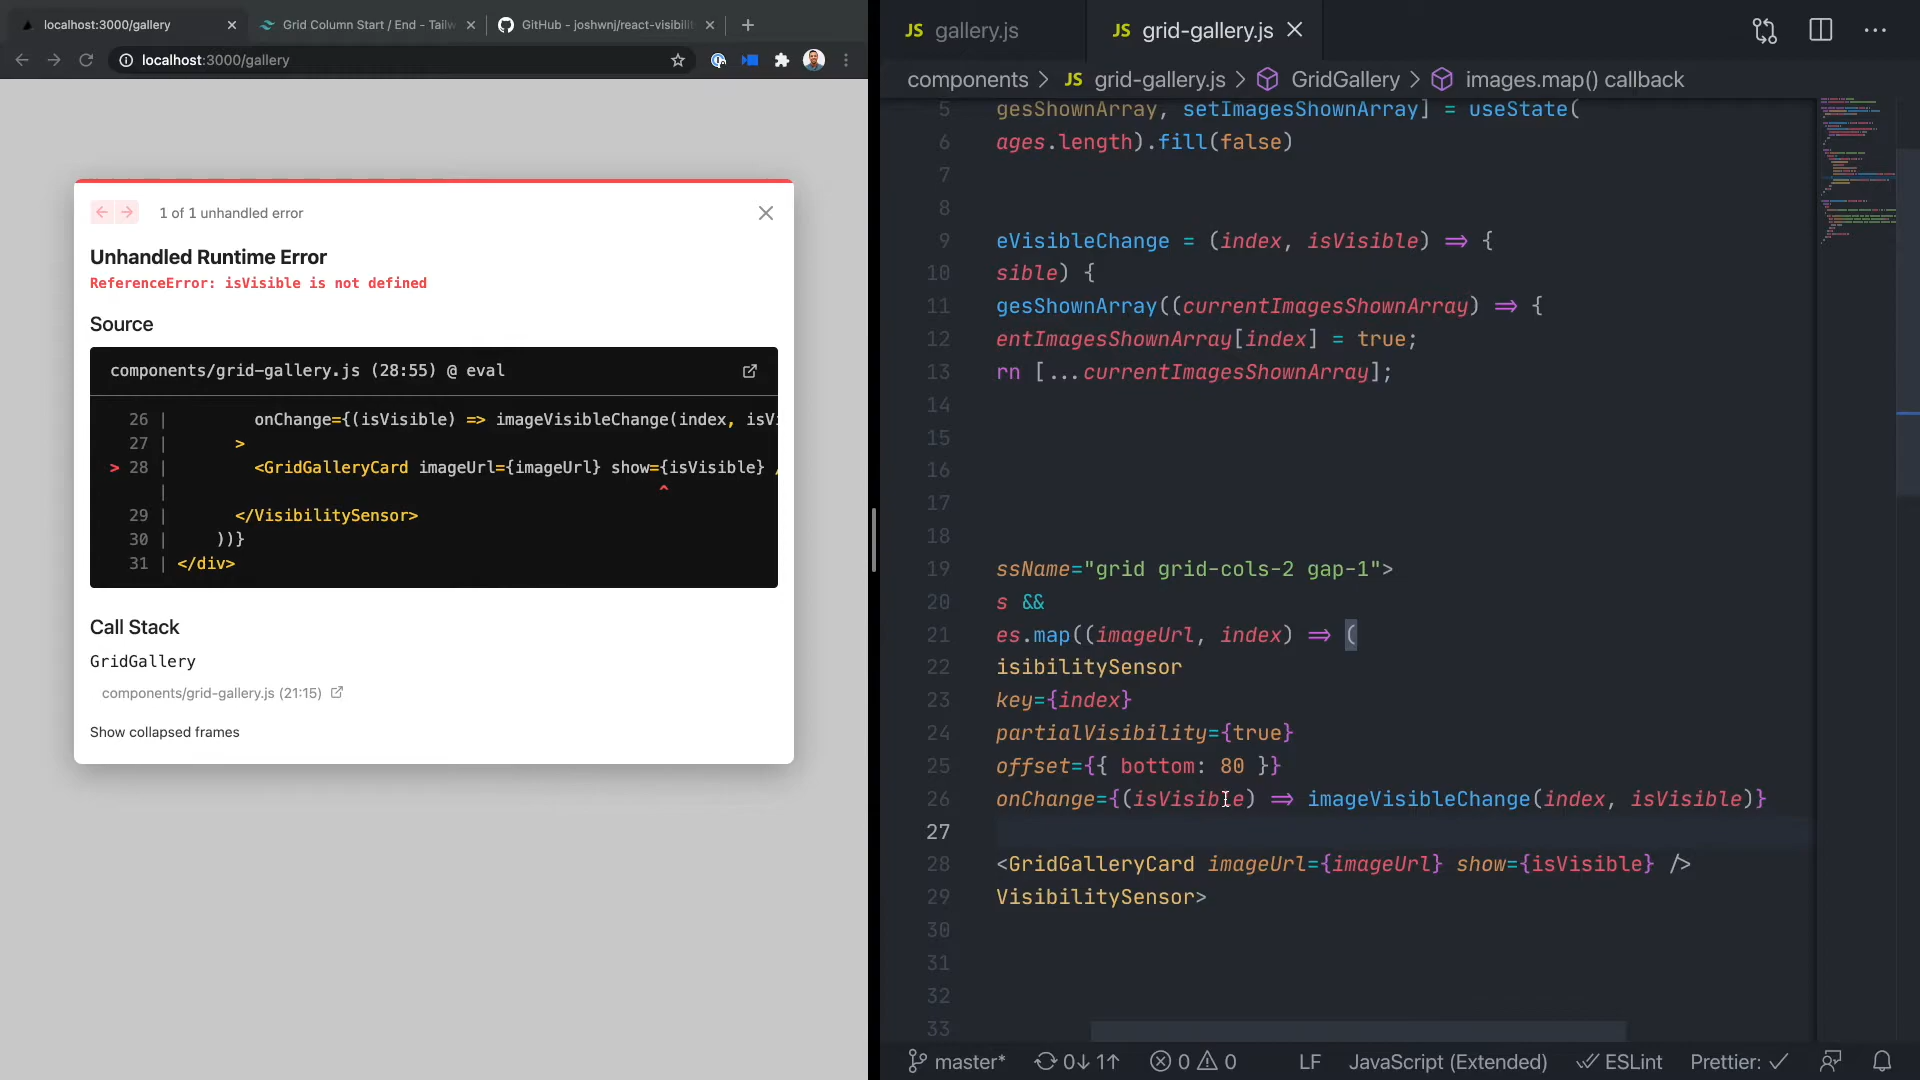 localhost:3000/gallery
Grid Column Start / End - Tailw
GitHub - joshwnj/react-visibili
localhost:3000/gallery
1 of 1 unhandled error
Unhandled Runtime Error
ReferenceError: isVisible is not defined
Source
components/grid-gallery.js (28:55) @ eval
26 | onChange={(isVisible) => imageVisibleChange(index, isVi
27 | >
> 28 | <GridGalleryCard imageUrl={imageUrl} show={isVisible} /
| ^
29 | </VisibilitySensor>
30 | ))}
31 | </div>
Call Stack
GridGallery
components/grid-gallery.js (21:15)
Show collapsed frames
JS gallery.js
JS grid-gallery.js
components > JS grid-gallery.js > GridGallery > images.map() callback
5 gesShownArray, setImagesShownArray] = useState(
6 ages.length).fill(false)
7
8
9 eVisibleChange = (index, isVisible) => {
10 sible) {
11 gesShownArray((currentImagesShownArray) => {
12 entImagesShownArray[index] = true;
13 rn [...currentImagesShownArray];
14
15
16
17
18
19 ssName="grid grid-cols-2 gap-1">
20 s &&
21 es.map((imageUrl, index) => (
22 isibilitySensor
23 key={index}
24 partialVisibility={true}
25 offset={{ bottom: 80 }}
26 onChange={(isVisible) => imageVisibleChange(index, isVisible)}
27
28 <GridGalleryCard imageUrl={imageUrl} show={isVisible} />
29 VisibilitySensor>
30
31
32
33
master* 0↓ 1↑ 0 0 LF JavaScript (Extended) ESLint Prettier: ✓